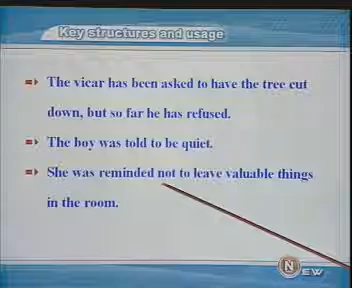 Key structures and usage
The vicar has been asked to have the tree cut
down, but so far he has refused.
The boy was told to be quiet.
She was reminded not to leave valuable things
in the room.
NEW